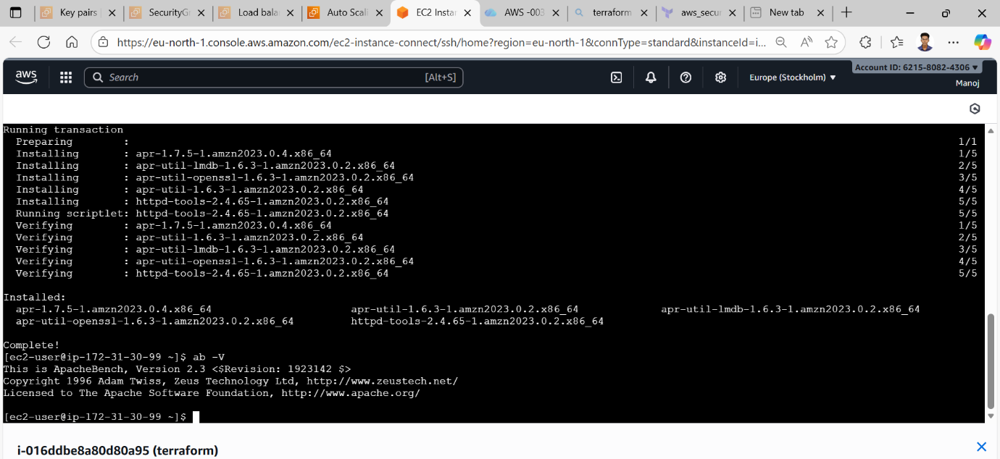 Key pairs
SecurityG
Load bala
Auto Scali
EC2 Instar
AWS -003
terraform
aws_secur
New tab
https://eu-north-1.console.aws.amazon.com/ec2-instance-connect/ssh/home?region=eu-north-1&connType=standard&instanceId=i...
aws
Search
[Alt+S]
Europe (Stockholm)
Account ID: 6215-8082-4306
Manoj
Running transaction
Preparing : 1/1
Installing : apr-1.7.5-1.amzn2023.0.4.x86_64 1/5
Installing : apr-util-lmdb-1.6.3-1.amzn2023.0.2.x86_64 2/5
Installing : apr-util-openssl-1.6.3-1.amzn2023.0.2.x86_64 3/5
Installing : apr-util-1.6.3-1.amzn2023.0.2.x86_64 4/5
Installing : httpd-tools-2.4.65-1.amzn2023.0.2.x86_64 5/5
Running scriptlet: httpd-tools-2.4.65-1.amzn2023.0.2.x86_64 5/5
Verifying : apr-1.7.5-1.amzn2023.0.4.x86_64 1/5
Verifying : apr-util-1.6.3-1.amzn2023.0.2.x86_64 2/5
Verifying : apr-util-lmdb-1.6.3-1.amzn2023.0.2.x86_64 3/5
Verifying : apr-util-openssl-1.6.3-1.amzn2023.0.2.x86_64 4/5
Verifying : httpd-tools-2.4.65-1.amzn2023.0.2.x86_64 5/5
Installed:
apr-1.7.5-1.amzn2023.0.4.x86_64 apr-util-1.6.3-1.amzn2023.0.2.x86_64 apr-util-lmdb-1.6.3-1.amzn2023.0.2.x86_64
apr-util-openssl-1.6.3-1.amzn2023.0.2.x86_64 httpd-tools-2.4.65-1.amzn2023.0.2.x86_64
Complete!
[ec2-user@ip-172-31-30-99 ~]$ ab -V
This is ApacheBench, Version 2.3 <$Revision: 1923142 $>
Copyright 1996 Adam Twiss, Zeus Technology Ltd, http://www.zeustech.net/
Licensed to The Apache Software Foundation, http://www.apache.org/
[ec2-user@ip-172-31-30-99 ~]$
i-016ddbe8a80d80a95 (terraform)